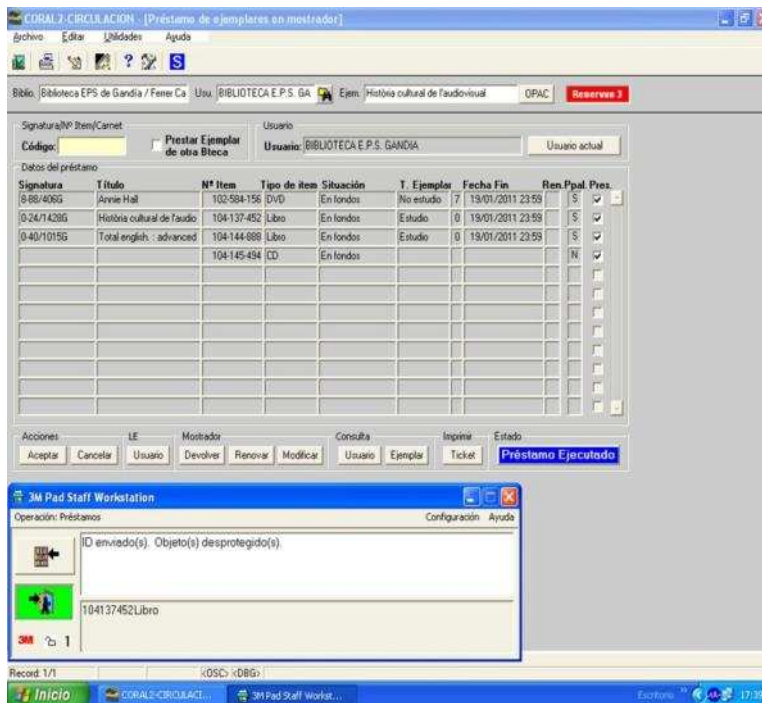 CORAL 2-CIRCULACION - [Préstamo de ejemplares en mostrador]
Archivo Editar Utilidades Ayuda
? S
Biblio. Biblioteca EPS de Gandia / Ferrer Ca Usu. BIBLIOTECA E.P.S. GA Ejem. Història cultural de l'audiovisual OPAC Reservas 3
Signatura/Nº Item/Carnet Usuario
Código: Prestar Ejemplar de otra Bteca Usuario: BIBLIOTECA E.P.S. GANDIA Usuario actual
Datos del préstamo
Signatura Título Nº Item Tipo de item Situación T. Ejemplar Fecha Fin Ren. Ppal. Pres.
8-88/4066 Annie Hall 102-584-156 DVD En fondos No estudio 7 19/01/2011 23:59 S
0-24/14286 Història cultural de l'audio 104-137-452 Libro En fondos Estudio 0 19/01/2011 23:59 S
0-40/10156 Total english. : advanced 104-144-888 Libro En fondos Estudio 0 19/01/2011 23:59 S
104-145-494 CD En fondos N
Acciones LE Mostrador Consulta Imprimir Estado
Aceptar Cancelar Usuario Devolver Renovar Modificar Usuario Ejemplar Ticket Préstamo Ejecutado
3M Pad Staff Workstation
Operación: Préstamos Configuración Ayuda
ID enviado(s). Objeto(s) desprotegido(s).
104137452Libro
3M 1
Record: 1/1 <OSC> <DBG>
Inicio CORAL2-CIRCULACI... 3M Pad Staff Workst... Escritorio » 17:39